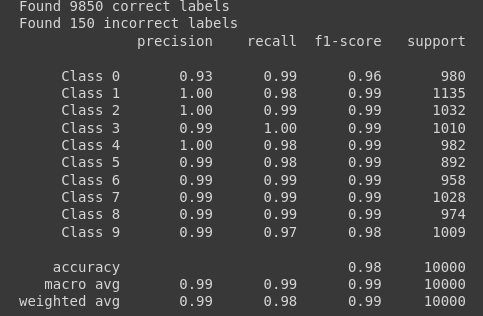 Found 9850 correct labels
Found 150 incorrect labels
precision recall f1-score support
Class 0 0.93 0.99 0.96 980
Class 1 1.00 0.98 0.99 1135
Class 2 1.00 0.99 0.99 1032
Class 3 0.99 1.00 0.99 1010
Class 4 1.00 0.98 0.99 982
Class 5 0.99 0.98 0.99 892
Class 6 0.99 0.99 0.99 958
Class 7 0.99 0.99 0.99 1028
Class 8 0.99 0.99 0.99 974
Class 9 0.99 0.97 0.98 1009
accuracy 0.98 10000
macro avg 0.99 0.99 0.99 10000
weighted avg 0.99 0.98 0.99 10000